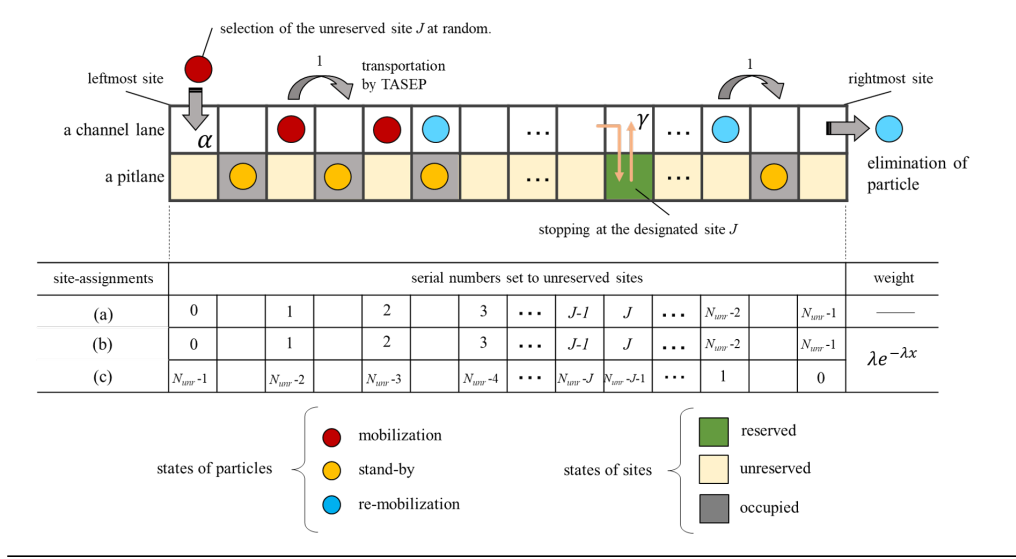 selection of the unreserved site J at random.
1
transportation
by TASEP
1
leftmost site
rightmost site
a channel lane
α
...
γ
...
a pitlane
...
...
elimination of
particle
stopping at the designated site J
site-assignments
serial numbers set to unreserved sites
weight
(a) 0 1 2 3 ... J-1 J ... N_unr-2 N_unr-1 ——
(b) 0 1 2 3 ... J-1 J ... N_unr-2 N_unr-1
λe^{-λx}
(c) N_unr-1 N_unr-2 N_unr-3 N_unr-4 ... N_unr-J N_unr-J-1 ... 1 0
states of particles
mobilization
stand-by
re-mobilization
states of sites
reserved
unreserved
occupied